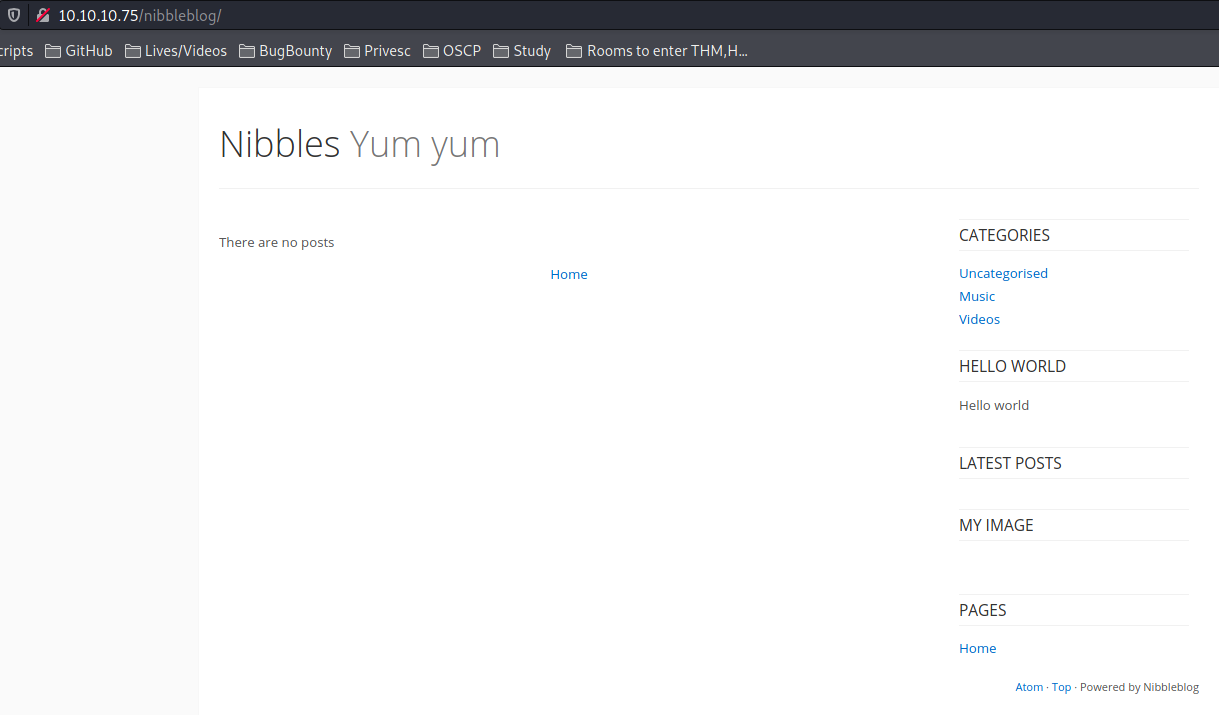 10.10.10.75/nibbleblog/
cripts GitHub Lives/Videos BugBounty Privesc OSCP Study Rooms to enter THM,H...
Nibbles Yum yum
There are no posts
Home
CATEGORIES
Uncategorised
Music
Videos
HELLO WORLD
Hello world
LATEST POSTS
MY IMAGE
PAGES
Home
Atom · Top · Powered by Nibbleblog